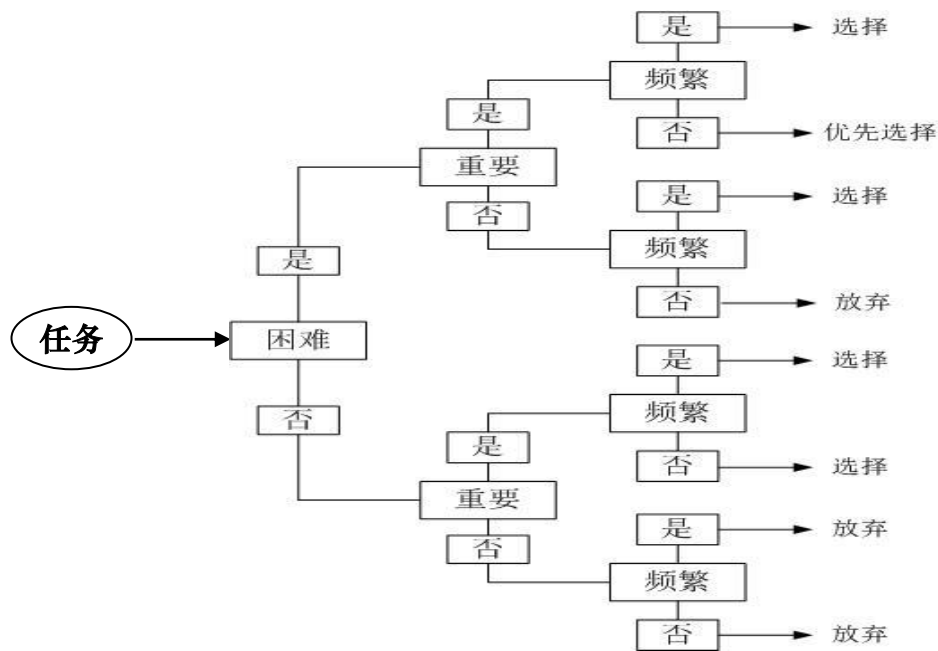 是 选择
频繁
是
否 优先选择
重要
是 选择
否
频繁
是
否 放弃
任务
困难
是 选择
否
频繁
是
否 选择
重要
是 放弃
否
频繁
否 放弃